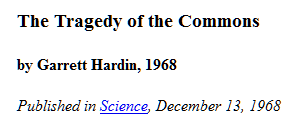 The Tragedy of the Commons
by Garrett Hardin, 1968
Published in Science, December 13, 1968